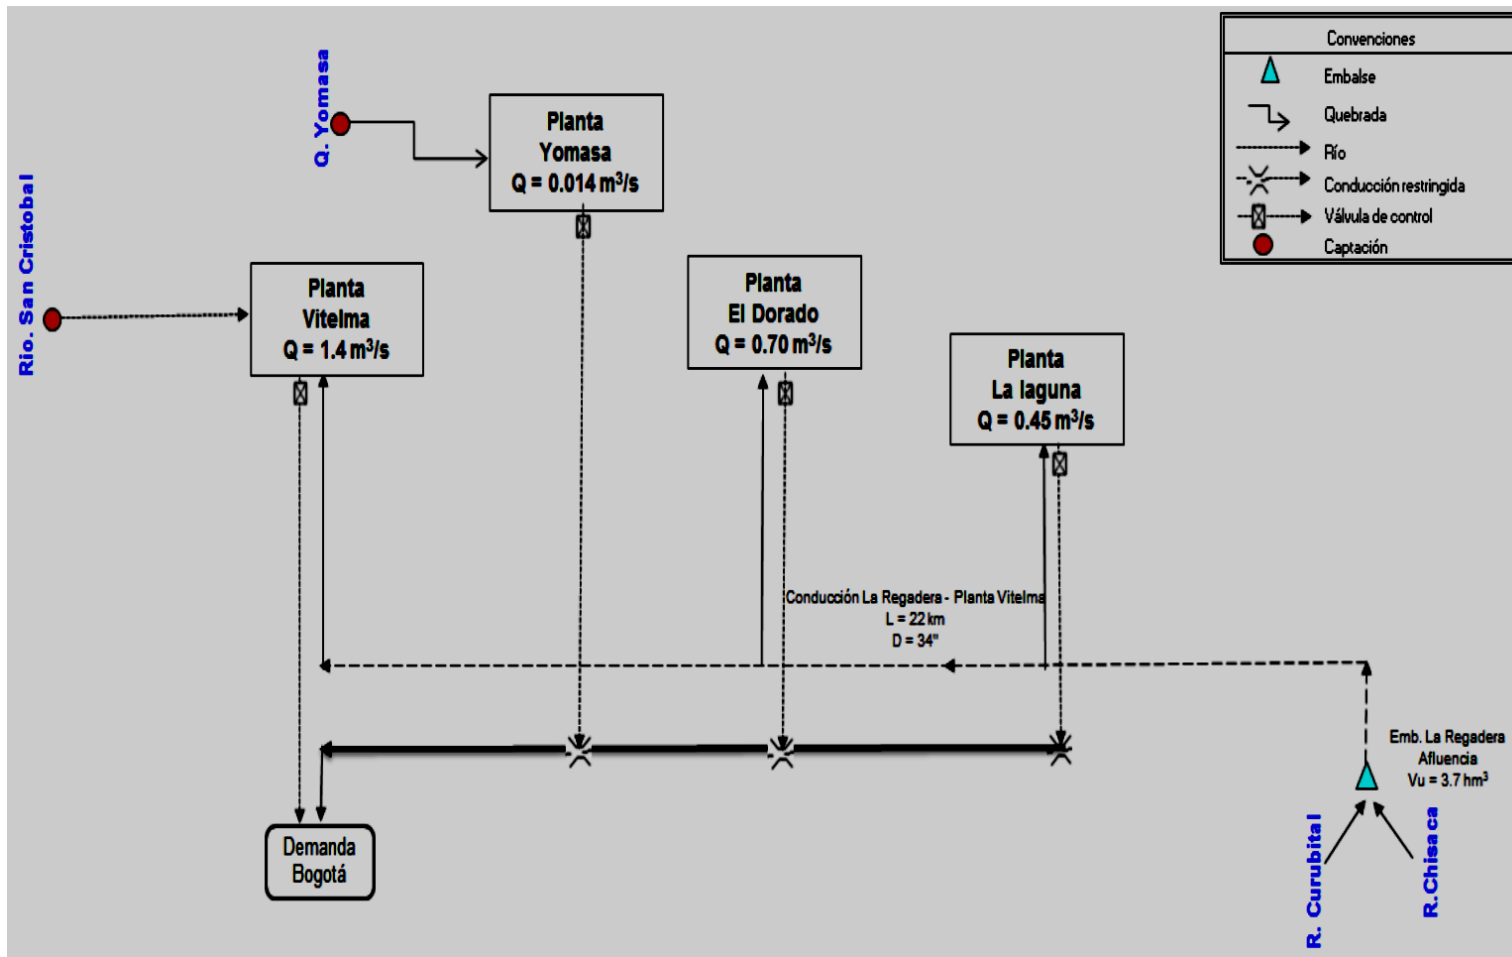 Convenciones
Embalse
Quebrada
Río
Conducción restringida
Válvula de control
Captación
Q. Yomasa
Planta
Yomasa
Q = 0.014 m³/s
Rio. San Cristobal
Planta
Vitelma
Q = 1.4 m³/s
Planta
El Dorado
Q = 0.70 m³/s
Planta
La laguna
Q = 0.45 m³/s
Conducción La Regadera - Planta Vitelma
L = 22 km
D = 34"
Emb. La Regadera
Afluencia
Vu = 3.7 hm³
Demanda
Bogotá
R. Curubital
R.Chisaca